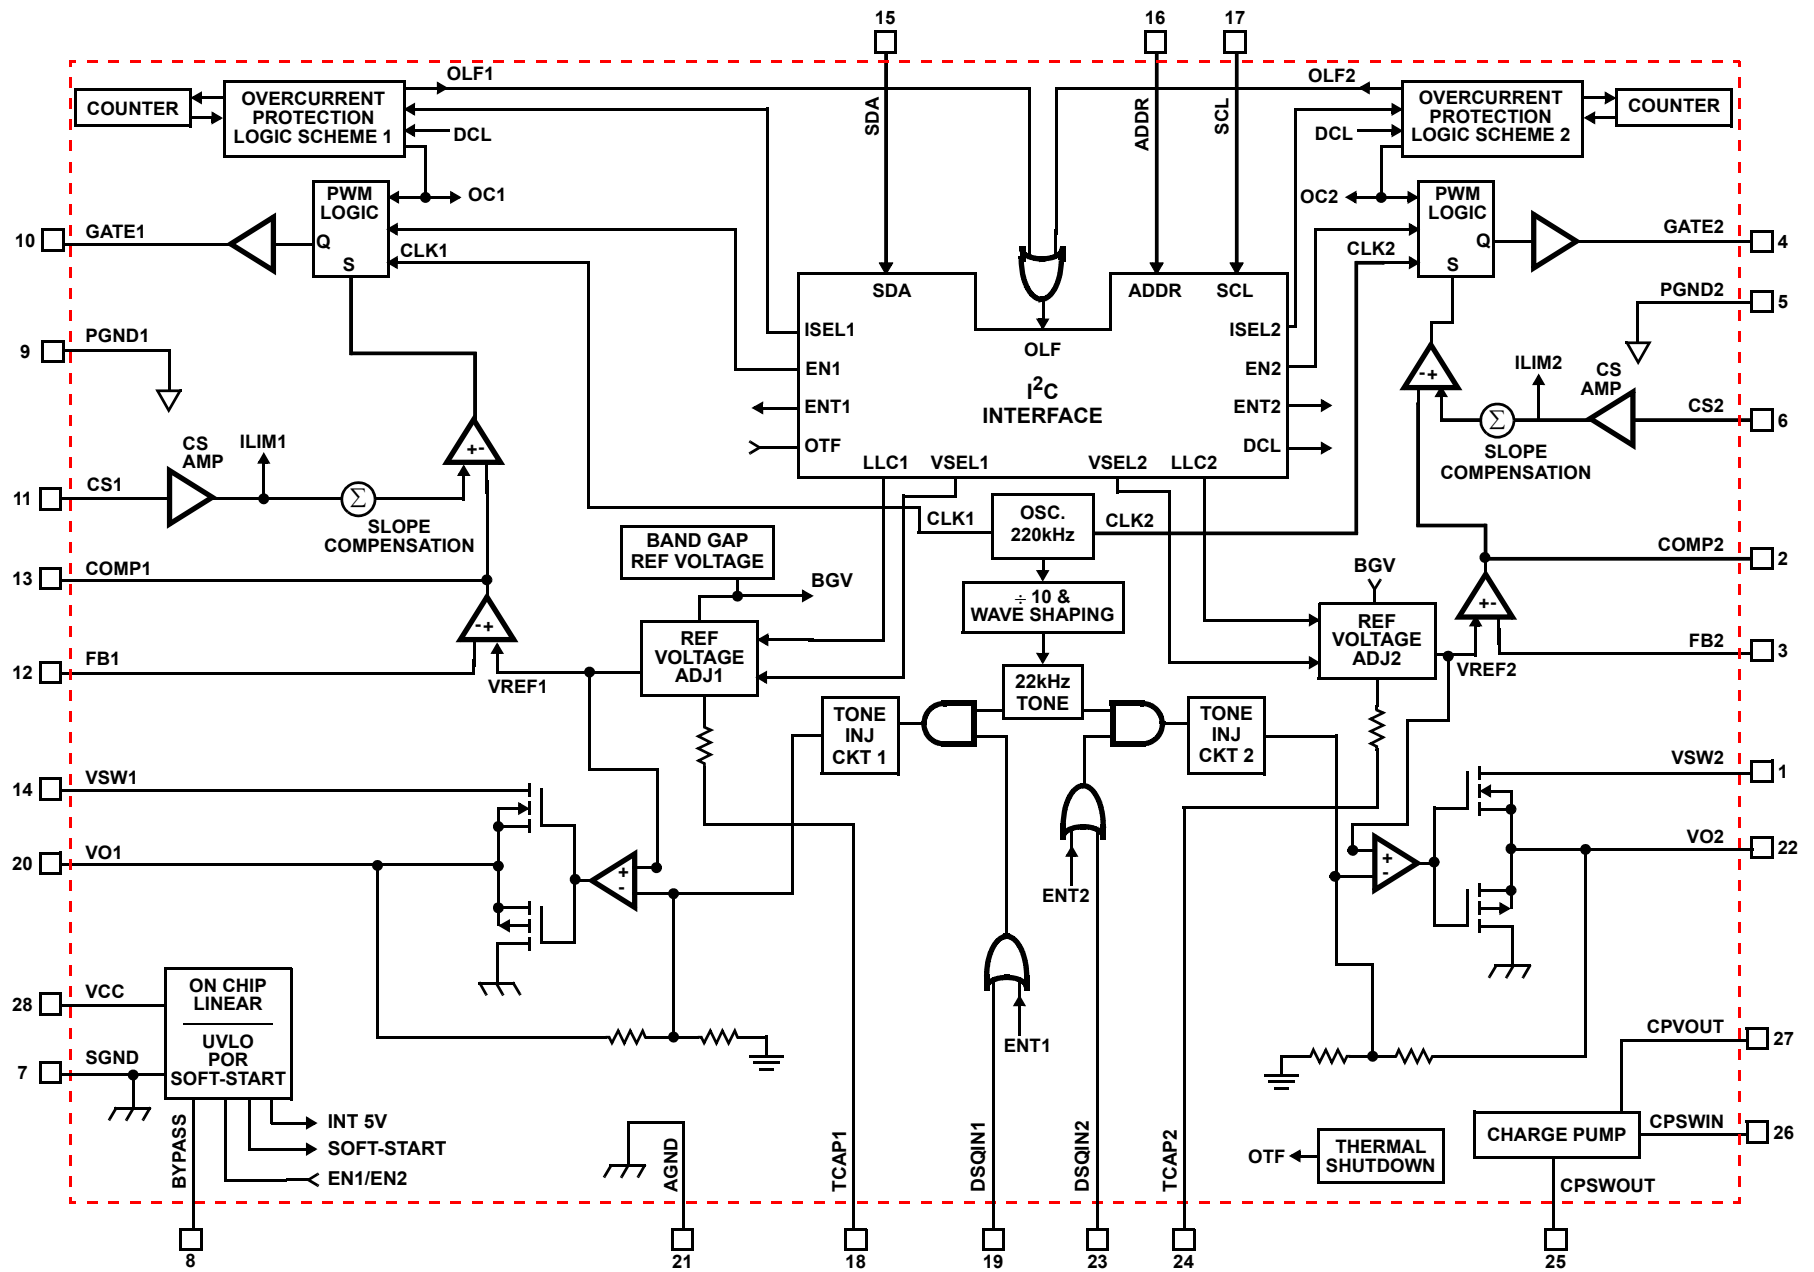 15
16
17
OLF1
OLF2
COUNTER
OVERCURRENT
PROTECTION
LOGIC SCHEME 1
DCL
SDA
ADDR
SCL
DCL
OVERCURRENT
PROTECTION
LOGIC SCHEME 2
COUNTER
PWM
LOGIC
Q
S
OC1
CLK1
OC2
CLK2
PWM
LOGIC
Q
S
10
GATE1
GATE2
4
SDA
ADDR
SCL
PGND2
5
9
PGND1
ISEL1
EN1
ENT1
OTF
OLF
I2C
INTERFACE
ISEL2
EN2
ENT2
DCL
LLC1
VSEL1
VSEL2
LLC2
- +
ILIM2
CS
AMP
CS2
6
Σ
SLOPE
COMPENSATION
CS
AMP
ILIM1
+ -
11
CS1
Σ
SLOPE
COMPENSATION
CLK1
OSC.
220kHz
CLK2
BAND GAP
REF VOLTAGE
BGV
13
COMP1
COMP2
2
÷ 10 &
WAVE SHAPING
BGV
- +
+ -
12
FB1
VREF1
REF
VOLTAGE
ADJ1
22kHz
TONE
REF
VOLTAGE
ADJ2
VREF2
FB2
3
TONE
INJ
CKT 1
TONE
INJ
CKT 2
14
VSW1
VSW2
1
20
VO1
+
-
+
-
VO2
22
ENT2
28
VCC
ON CHIP
LINEAR
UVLO
POR
SOFT-START
7
SGND
ENT1
CPVOUT
27
INT 5V
SOFT-START
EN1/EN2
BYPASS
AGND
TCAP1
DSQIN1
DSQIN2
TCAP2
OTF
THERMAL
SHUTDOWN
CHARGE PUMP
CPSWIN
26
CPSWOUT
8
21
18
19
23
24
25